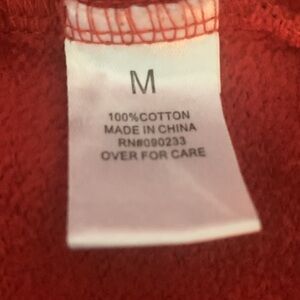 M
100%COTTON
MADE IN CHINA
RN#090233
OVER FOR CARE